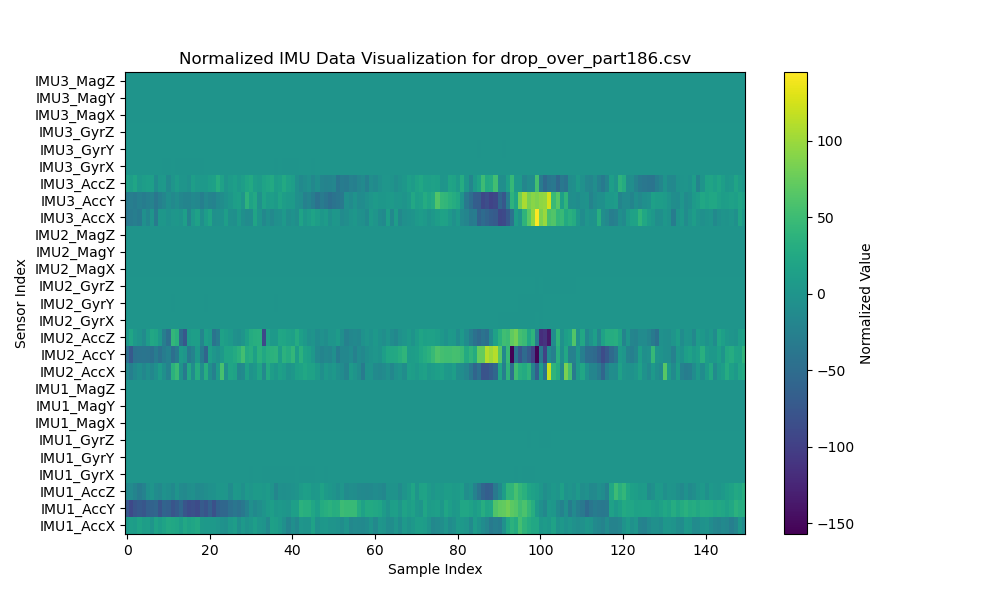 Normalized IMU Data Visualization for drop_over_part186.csv
IMU3_MagZ
IMU3_MagY
IMU3_MagX
IMU3_GyrZ
IMU3_GyrY
IMU3_GyrX
IMU3_AccZ
IMU3_AccY
IMU3_AccX
IMU2_MagZ
IMU2_MagY
IMU2_MagX
IMU2_GyrZ
IMU2_GyrY
IMU2_GyrX
IMU2_AccZ
IMU2_AccY
IMU2_AccX
IMU1_MagZ
IMU1_MagY
IMU1_MagX
IMU1_GyrZ
IMU1_GyrY
IMU1_GyrX
IMU1_AccZ
IMU1_AccY
IMU1_AccX
Sensor Index
0 20 40 60 80 100 120 140
Sample Index
100
50
0
−50
−100
−150
Normalized Value